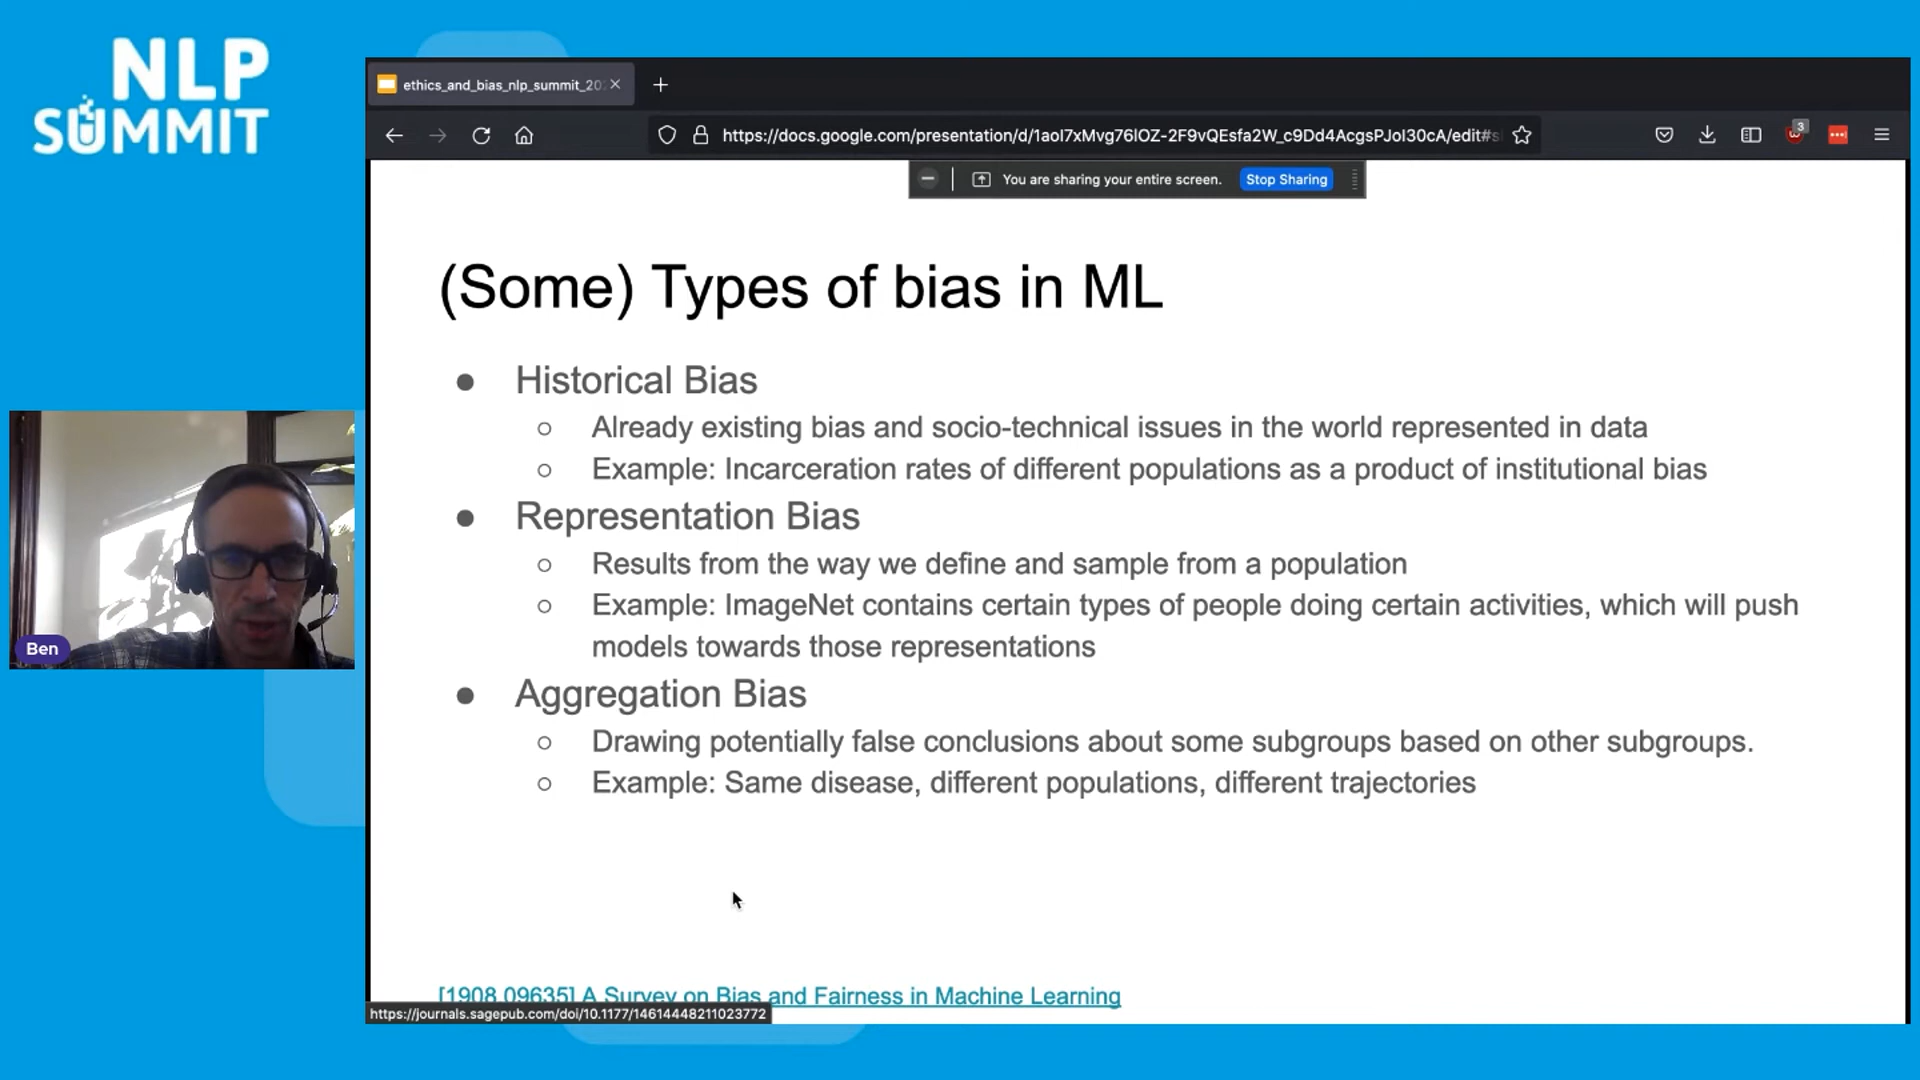 NLP
SUMMIT
ethics_and_bias_nlp_summit_20
https://docs.google.com/presentation/d/1aoI7xMvg76lOZ-2F9vQEsfa2W_c9Dd4AcgsPJoI30cA/edit#s
3
You are sharing your entire screen.
Stop Sharing
(Some) Types of bias in ML
● Historical Bias
○ Already existing bias and socio-technical issues in the world represented in data
○ Example: Incarceration rates of different populations as a product of institutional bias
● Representation Bias
○ Results from the way we define and sample from a population
○ Example: ImageNet contains certain types of people doing certain activities, which will push
models towards those representations
● Aggregation Bias
○ Drawing potentially false conclusions about some subgroups based on other subgroups.
○ Example: Same disease, different populations, different trajectories
Ben
[1908.09635] A Survey on Bias and Fairness in Machine Learning
https://journals.sagepub.com/doi/10.1177/14614448211023772